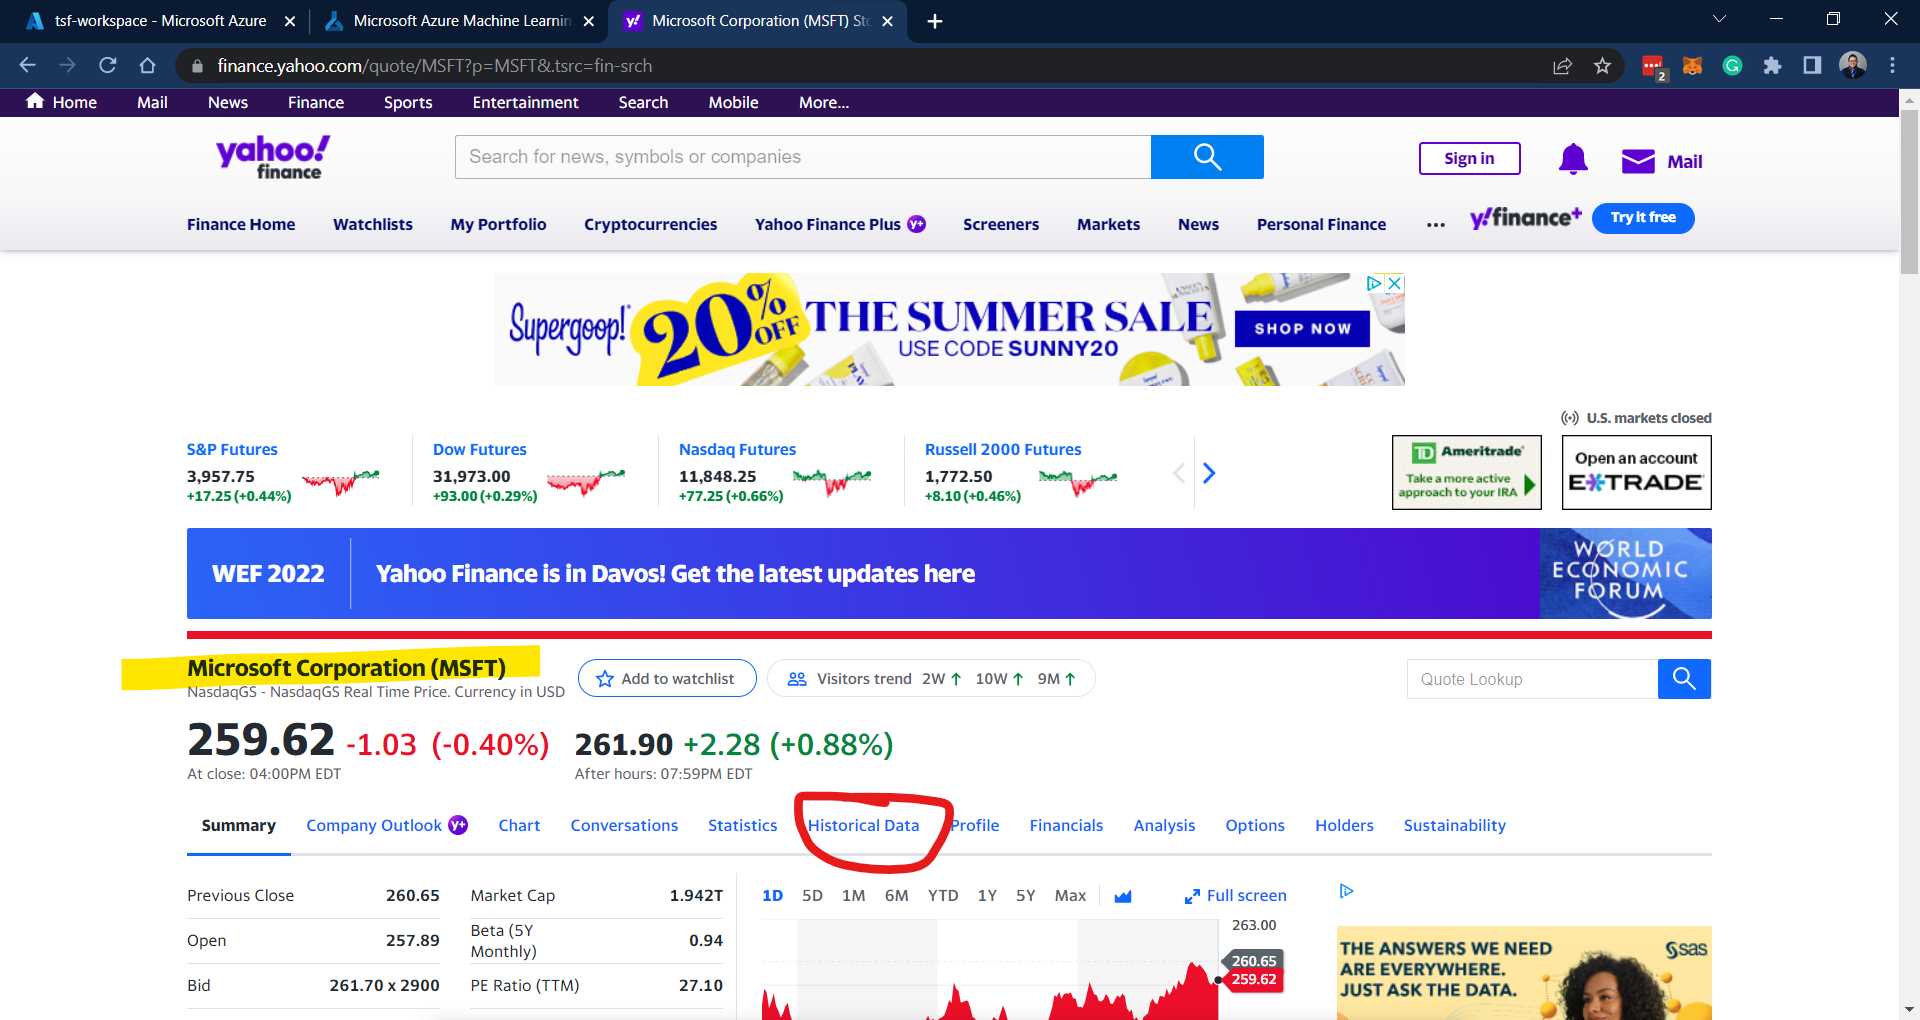 tsf-workspace - Microsoft Azure
Microsoft Azure Machine Learnin
Microsoft Corporation (MSFT) Sto
finance.yahoo.com/quote/MSFT?p=MSFT&.tsrc=fin-srch
2
Home Mail News Finance Sports Entertainment Search Mobile More...
yahoo!
finance
Search for news, symbols or companies
Sign in
Mail
Finance Home Watchlists My Portfolio Cryptocurrencies Yahoo Finance Plus y+ Screeners Markets News Personal Finance ... y!finance+ Try it free
Supergoop! 20% OFF THE SUMMER SALE
USE CODE SUNNY20
SHOP NOW
U.S. markets closed
S&P Futures
3,957.75
+17.25 (+0.44%)
Dow Futures
31,973.00
+93.00 (+0.29%)
Nasdaq Futures
11,848.25
+77.25 (+0.66%)
Russell 2000 Futures
1,772.50
+8.10 (+0.46%)
TD Ameritrade
Take a more active
approach to your IRA
Open an account
E*TRADE
WEF 2022
Yahoo Finance is in Davos! Get the latest updates here
WORLD
ECONOMIC
FORUM
Microsoft Corporation (MSFT)
NasdaqGS - NasdaqGS Real Time Price. Currency in USD
Add to watchlist
Visitors trend 2W ↑ 10W ↑ 9M ↑
Quote Lookup
259.62 -1.03 (-0.40%)
At close: 04:00PM EDT
261.90 +2.28 (+0.88%)
After hours: 07:59PM EDT
Summary Company Outlook y+ Chart Conversations Statistics Historical Data Profile Financials Analysis Options Holders Sustainability
Previous Close 260.65
Open 257.89
Bid 261.70 x 2900
Market Cap 1.942T
Beta (5Y
Monthly) 0.94
PE Ratio (TTM) 27.10
1D 5D 1M 6M YTD 1Y 5Y Max
Full screen
263.00
260.65
259.62
THE ANSWERS WE NEED
ARE EVERYWHERE.
JUST ASK THE DATA.
sas